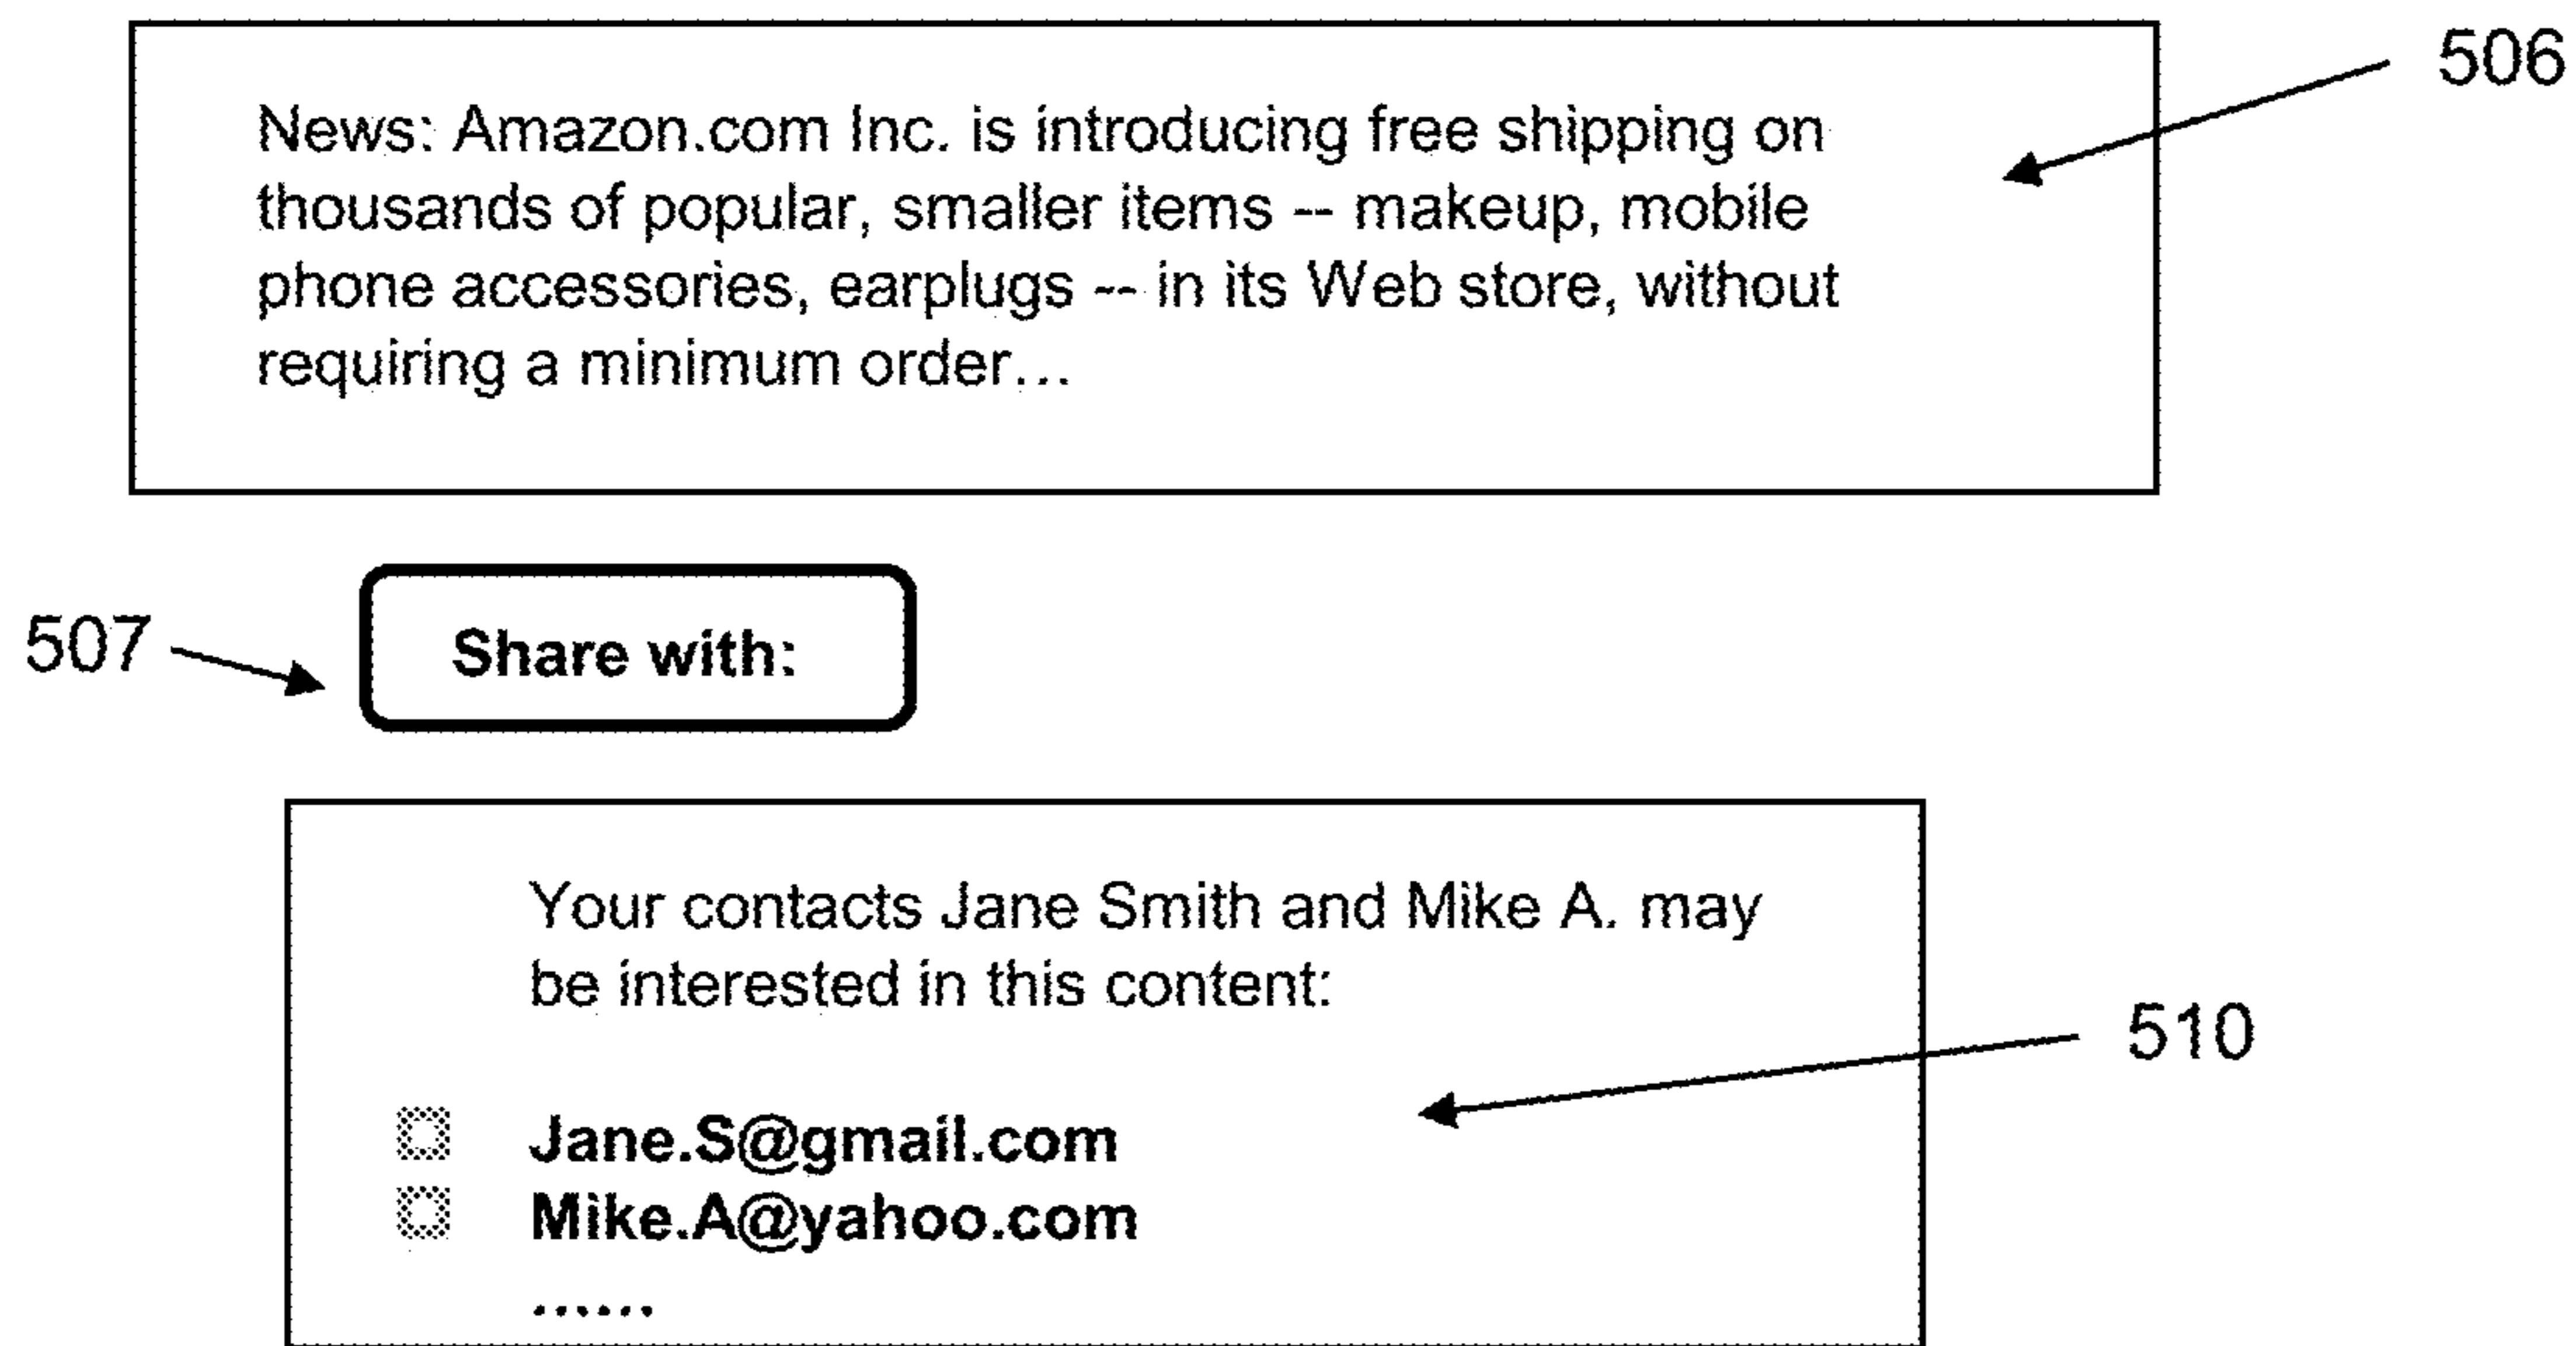 506
News: Amazon.com Inc. is introducing free shipping on
thousands of popular, smaller items -- makeup, mobile
phone accessories, earplugs -- in its Web store, without
requiring a minimum order...
507
Share with:
Your contacts Jane Smith and Mike A. may
be interested in this content:
510
Jane.S@gmail.com
Mike.A@yahoo.com
......